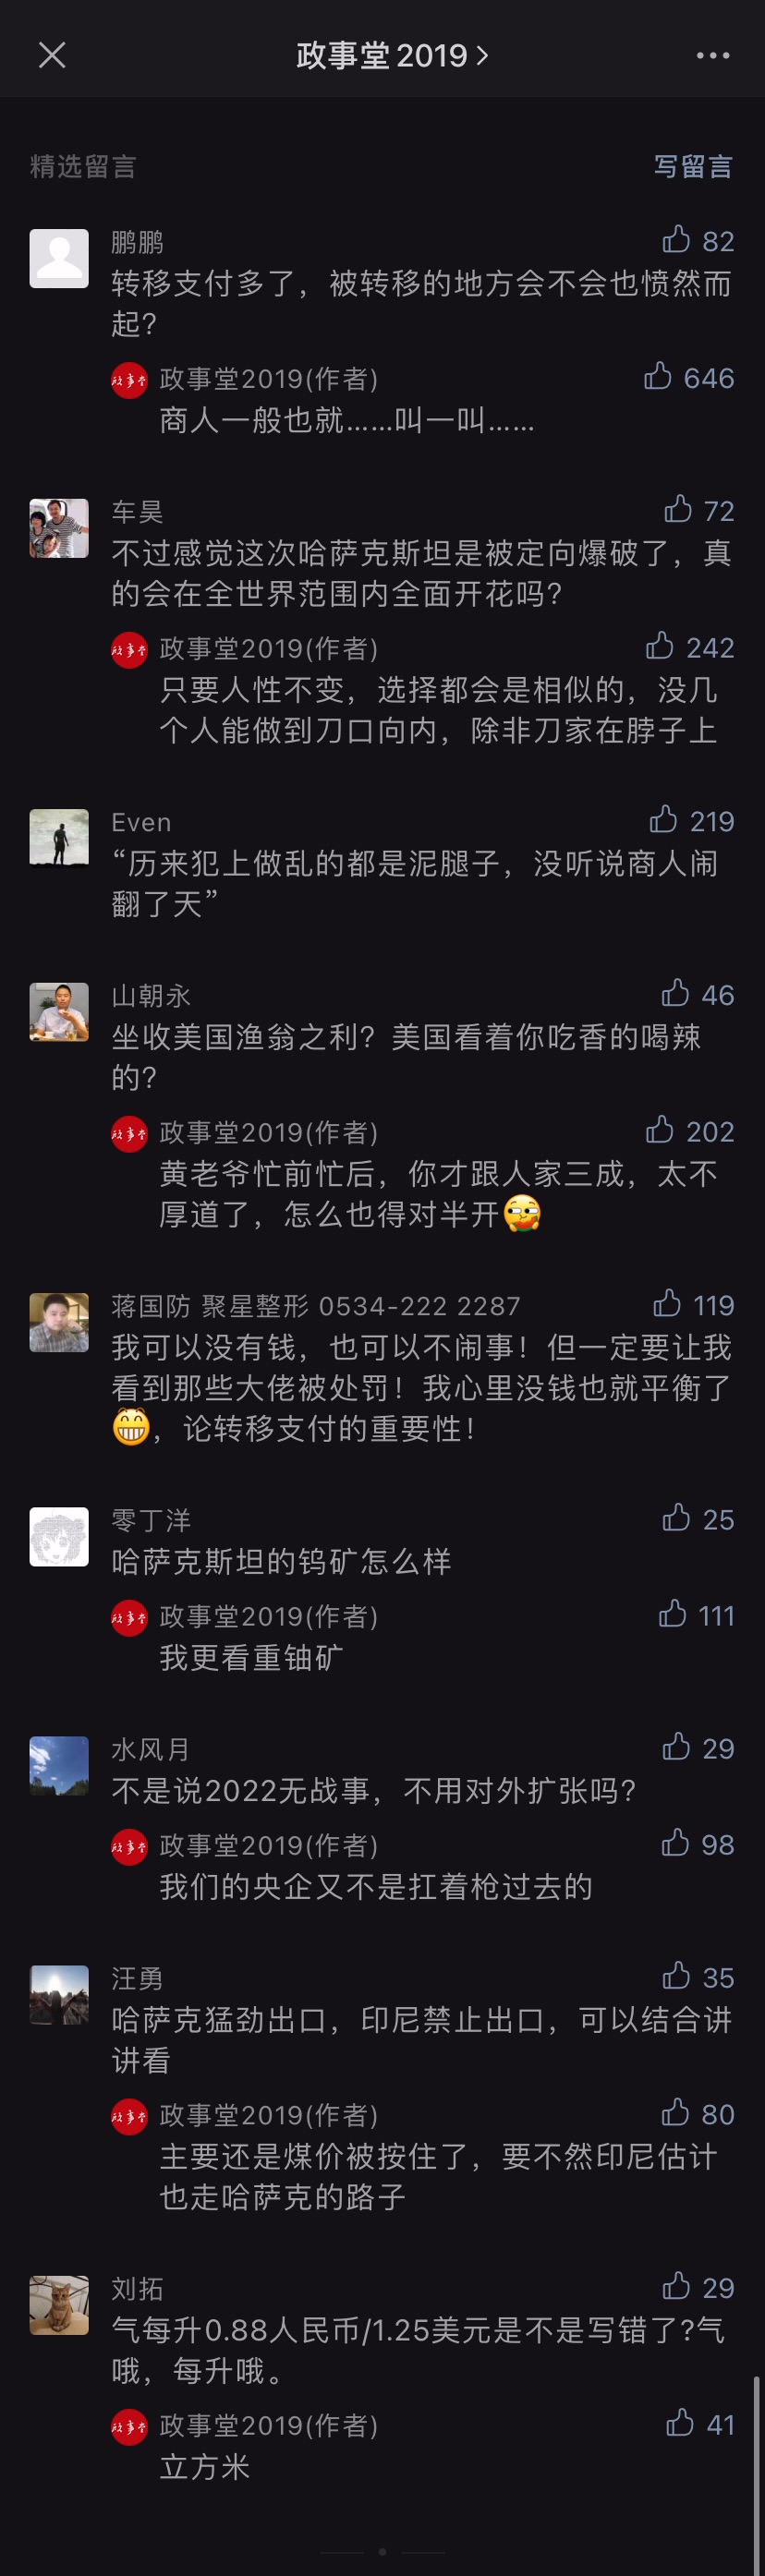 政事堂2019
精选留言 写留言
鹏鹏 82
转移支付多了，被转移的地方会不会也愤然而
起?
政事堂2019(作者) 646
商人一般也就……叫一叫……
车昊 72
不过感觉这次哈萨克斯坦是被定向爆破了，真
的会在全世界范围内全面开花吗?
政事堂2019(作者) 242
只要人性不变，选择都会是相似的，没几
个人能做到刀口向内，除非刀家在脖子上
Even 219
“历来犯上做乱的都是泥腿子，没听说商人闹
翻了天”
山朝永 46
坐收美国渔翁之利？美国看着你吃香的喝辣
的?
政事堂2019(作者) 202
黄老爷忙前忙后，你才跟人家三成，太不
厚道了，怎么也得对半开
蒋国防 聚星整形 0534-222 2287 119
我可以没有钱，也可以不闹事！但一定要让我
看到那些大佬被处罚！我心里没钱也就平衡了
😁，论转移支付的重要性！
零丁洋 25
哈萨克斯坦的钨矿怎么样
政事堂2019(作者) 111
我更看重铀矿
水风月 29
不是说2022无战事，不用对外扩张吗?
政事堂2019(作者) 98
我们的央企又不是扛着枪过去的
汪勇 35
哈萨克猛劲出口，印尼禁止出口，可以结合讲
讲看
政事堂2019(作者) 80
主要还是煤价被按住了，要不然印尼估计
也走哈萨克的路子
刘拓 29
气每升0.88人民币/1.25美元是不是写错了?气
哦，每升哦。
政事堂2019(作者) 41
立方米